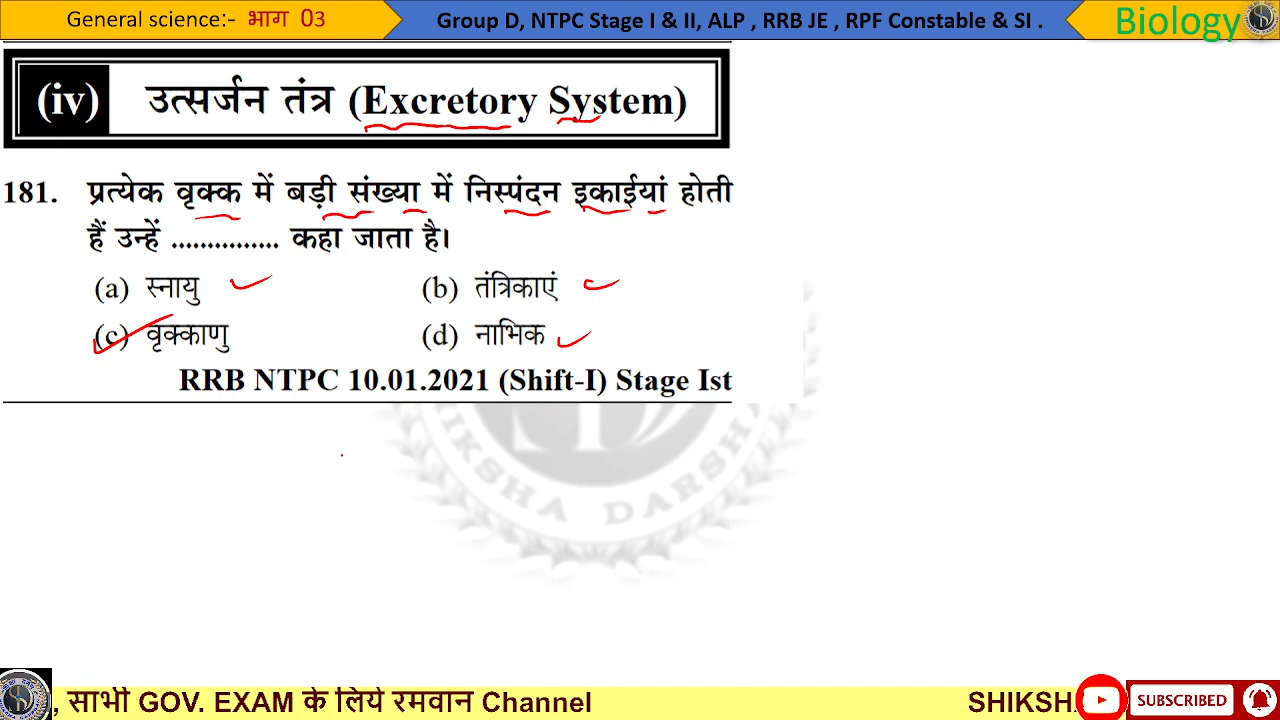 General science:- भाग 03
Group D, NTPC Stage I & II, ALP , RRB JE , RPF Constable & SI .
Biology
(iv) उत्सर्जन तंत्र (Excretory System)
181. प्रत्येक वृक्क में बड़ी संख्या में निस्पंदन इकाईयां होती
हैं उन्हें ............... कहा जाता है।
(a) स्नायु (b) तंत्रिकाएं
(c) वृक्काणु (d) नाभिक
RRB NTPC 10.01.2021 (Shift-I) Stage Ist
SHIKSHA DARSH
, साभी GOV. EXAM के लिये रमवान Channel
SHIKSH
SUBSCRIBED